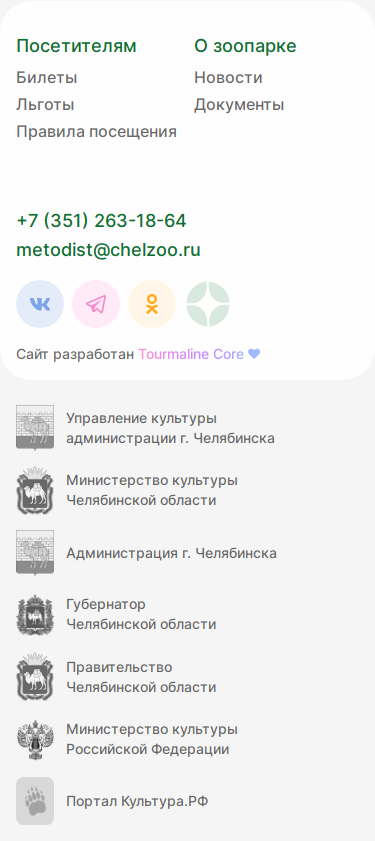 Посетителям
Билеты
Льготы
Правила посещения
О зоопарке
Новости
Документы
+7 (351) 263-18-64
metodist@chelzoo.ru
Сайт разработан Tourmaline Core
Управление культуры
администрации г. Челябинска
Министерство культуры
Челябинской области
Администрация г. Челябинска
Губернатор
Челябинской области
Правительство
Челябинской области
Министерство культуры
Российской Федерации
Портал Культура.РФ